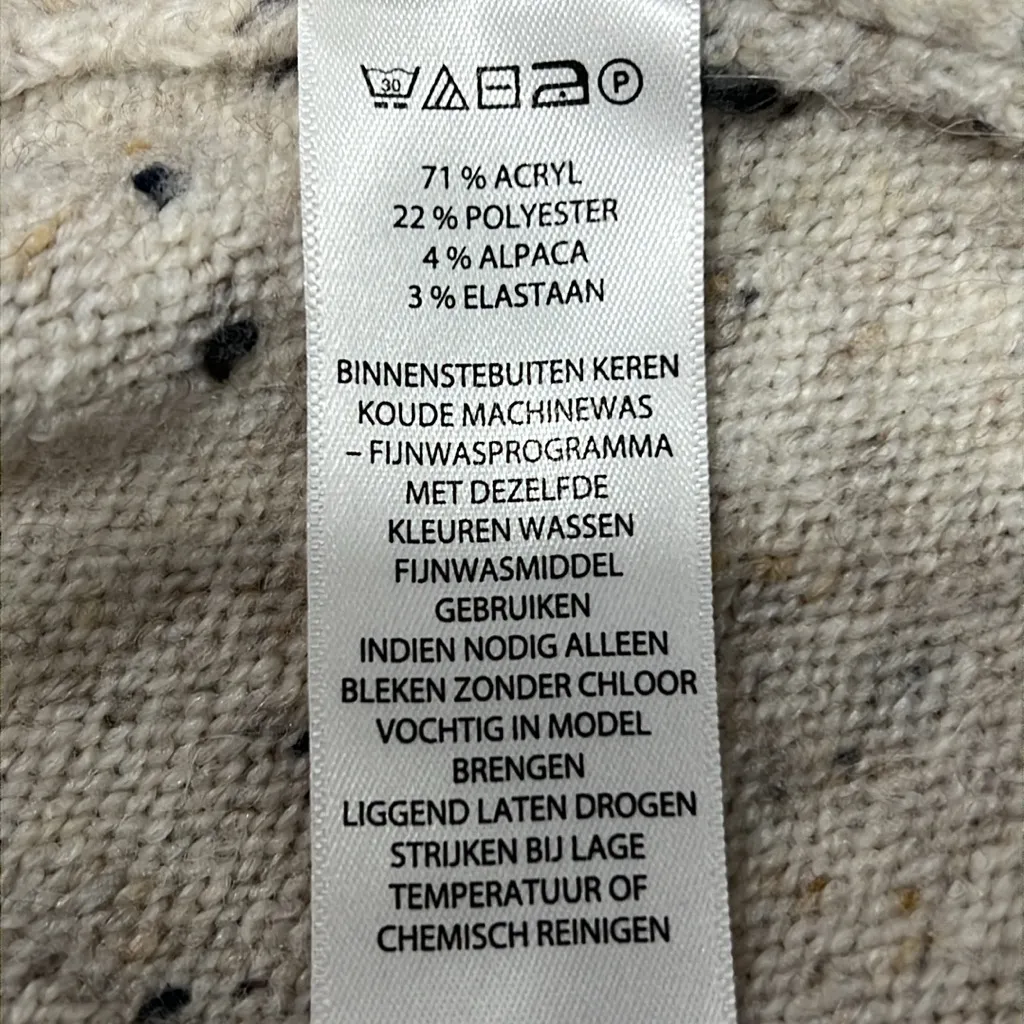 30
P
71 % ACRYL
22 % POLYESTER
4 % ALPACA
3 % ELASTAAN
BINNENSTEBUITEN KEREN
KOUDE MACHINEWAS
– FIJNWASPROGRAMMA
MET DEZELFDE
KLEUREN WASSEN
FIJNWASMIDDEL
GEBRUIKEN
INDIEN NODIG ALLEEN
BLEKEN ZONDER CHLOOR
VOCHTIG IN MODEL
BRENGEN
LIGGEND LATEN DROGEN
STRIJKEN BIJ LAGE
TEMPERATUUR OF
CHEMISCH REINIGEN